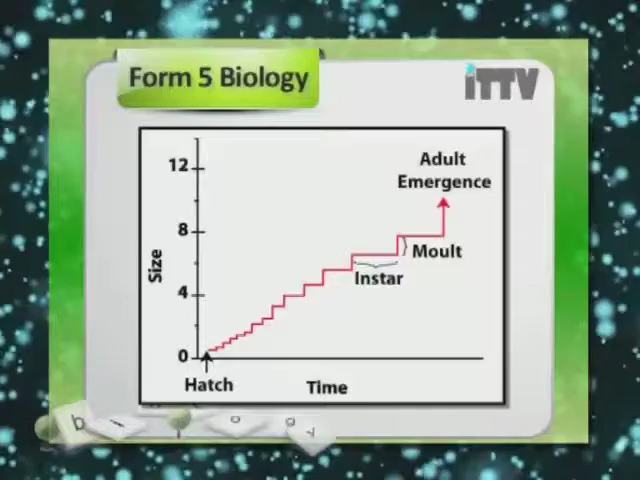 Form 5 Biology
iTTV
12
8
4
0
Size
Adult
Emergence
Moult
Instar
Hatch
Time
b
o
g
y